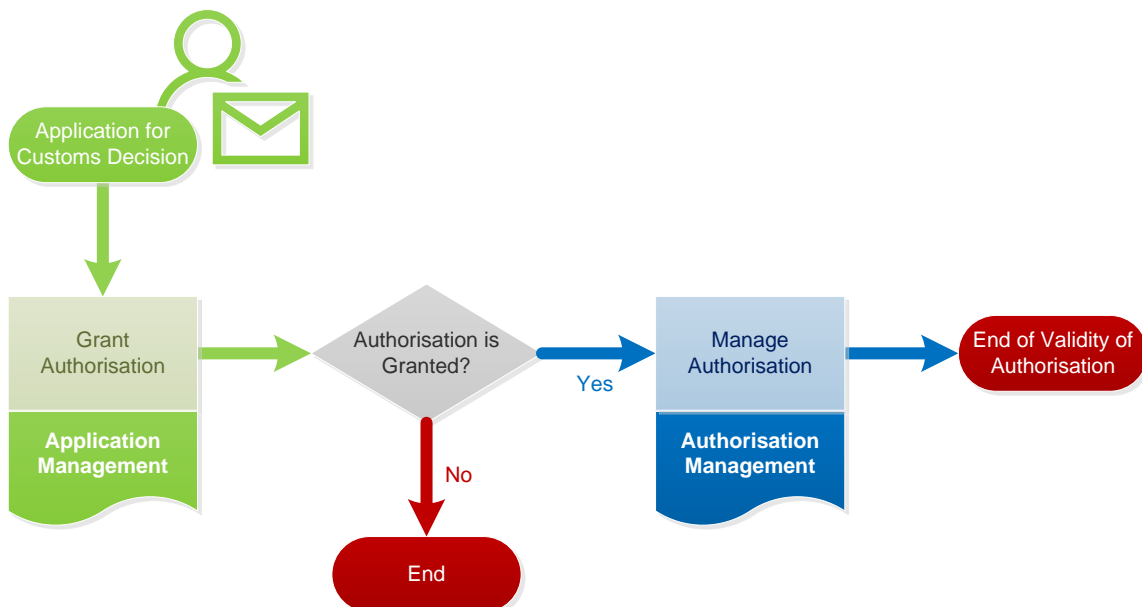 Application for
Customs Decision
Grant
Authorisation
Application
Management
Authorisation is
Granted?
Yes
No
End
Manage
Authorisation
Authorisation
Management
End of Validity of
Authorisation